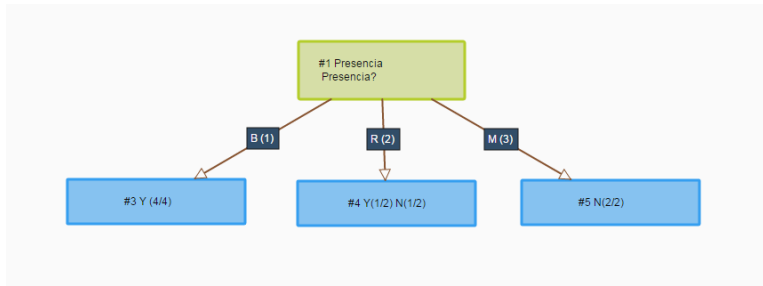 #1 Presencia
Presencia?
B (1)
R (2)
M (3)
#3 Y (4/4)
#4 Y(1/2) N(1/2)
#5 N(2/2)